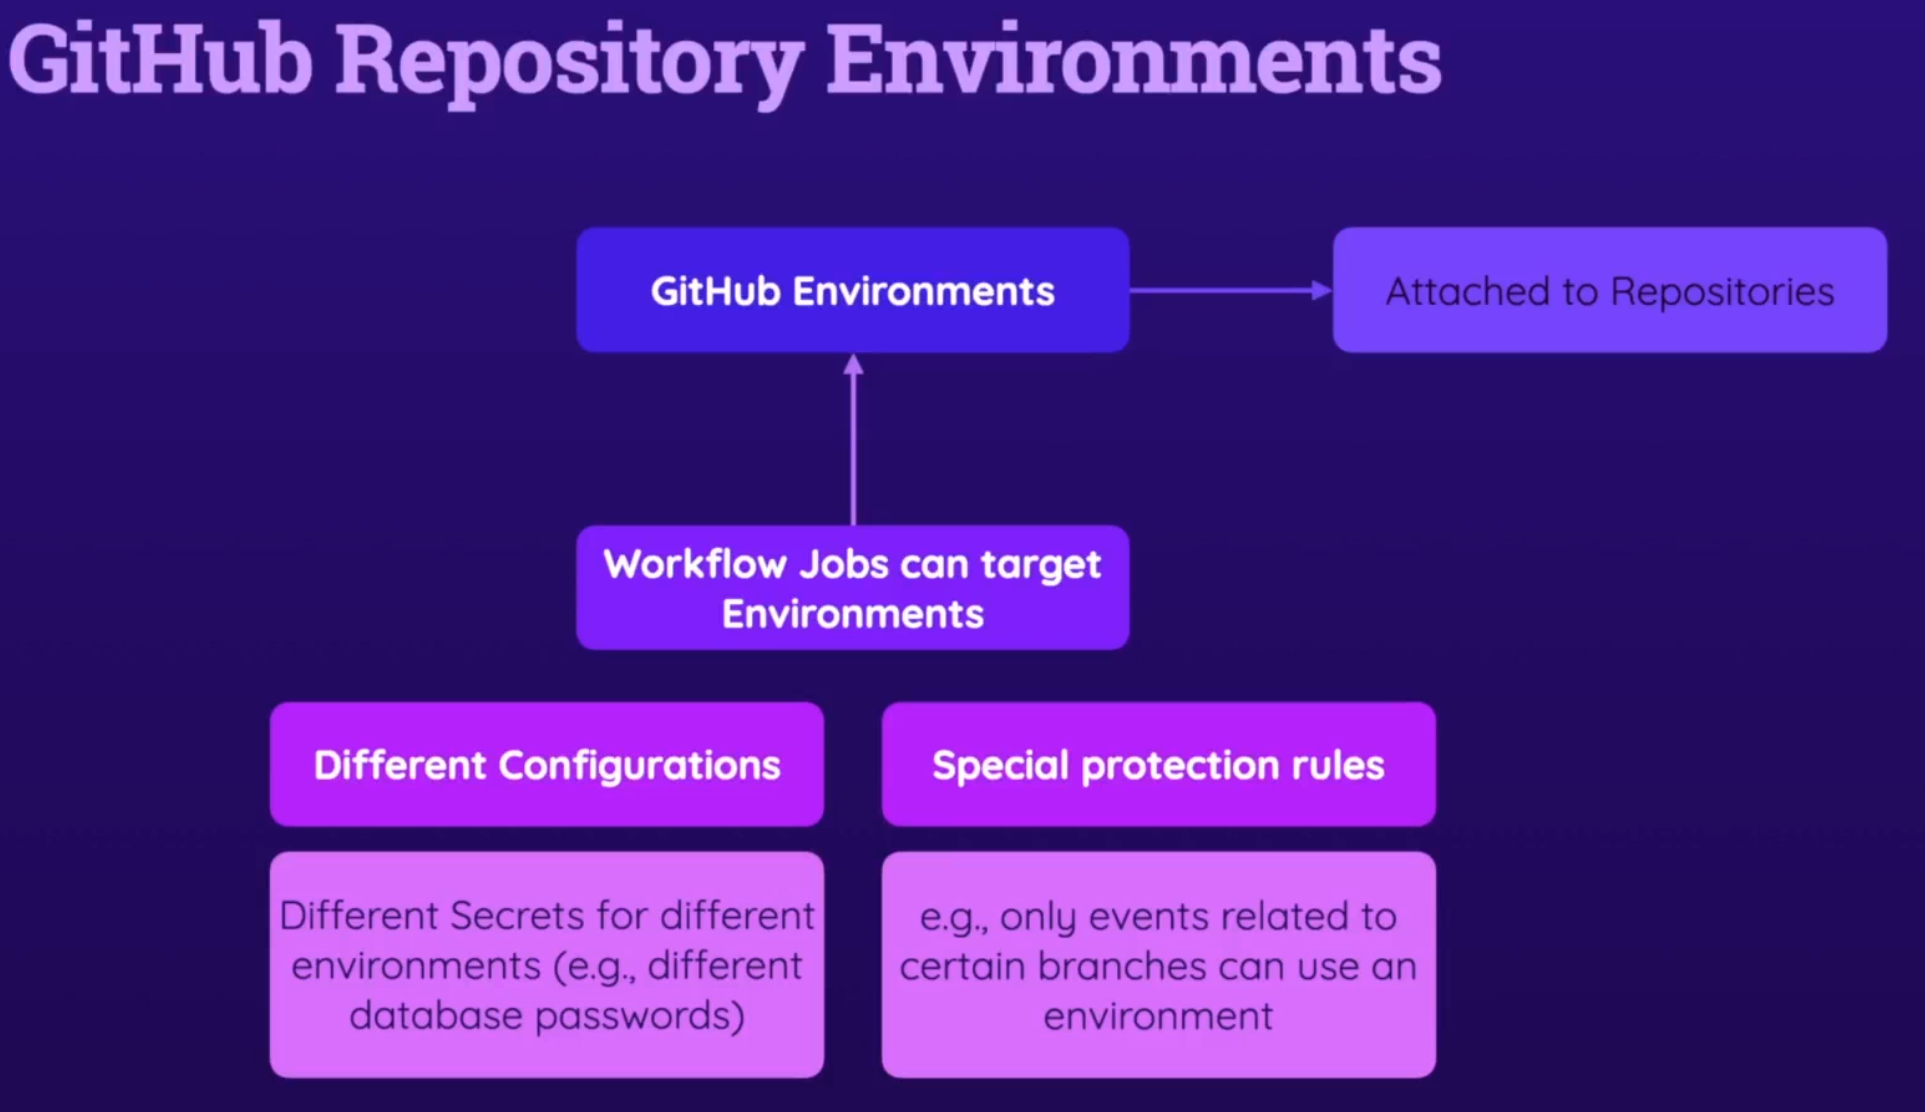 GitHub Repository Environments
GitHub Environments
Attached to Repositories
Workflow Jobs can target
Environments
Different Configurations
Special protection rules
Different Secrets for different
environments (e.g., different
database passwords)
e.g., only events related to
certain branches can use an
environment